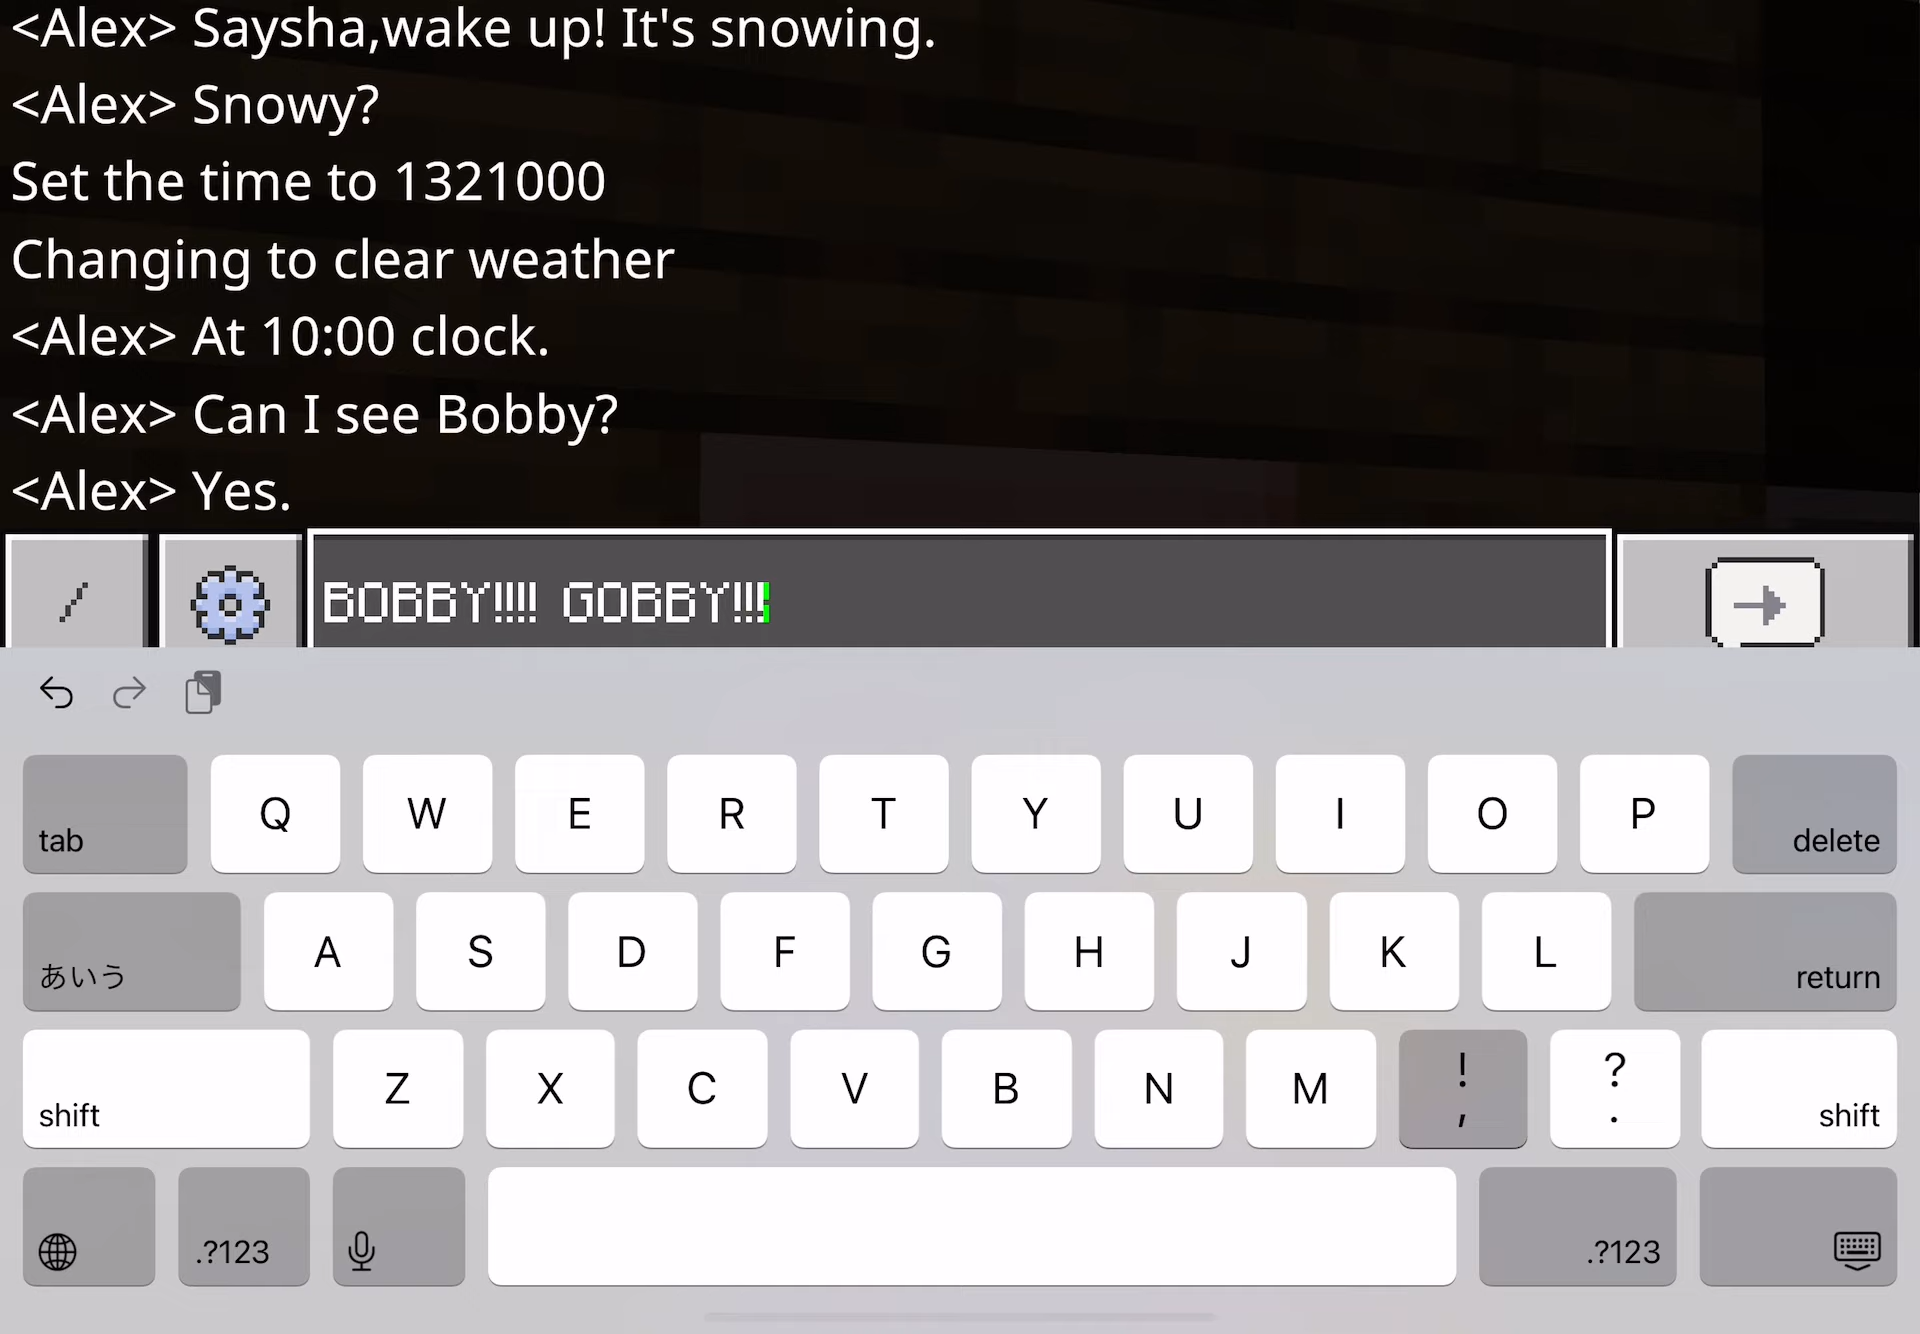 <Alex> Saysha,wake up! It's snowing.
<Alex> Snowy?
Set the time to 1321000
Changing to clear weather
<Alex> At 10:00 clock.
<Alex> Can I see Bobby?
<Alex> Yes.
/
BOBBY!!!! GOBBY!!!
tab Q W E R T Y U I O P delete
あいう A S D F G H J K L return
shift Z X C V B N M ! , ? . shift
.?123 .?123